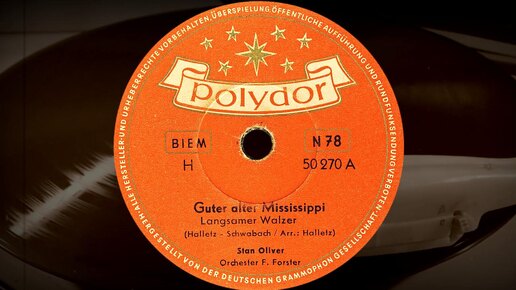 ALLE HERSTELLER- UND URHEBERRECHTE VORBEHALTEN, ÜBERSPIELUNG, ÖFFENTLICHE AUFFÜHRUNG UND RUNDFUNKSENDUNG VERBOTEN
polydor
BIEM
N 78
H
50 270 A
Guter alter Mississippi
Langsamer Walzer
(Halletz - Schwabach / Arr.: Halletz)
Stan Oliver
Orchester F. Forster
HERGESTELLT VON DER DEUTSCHEN GRAMMOPHON GESELLSCHAFT